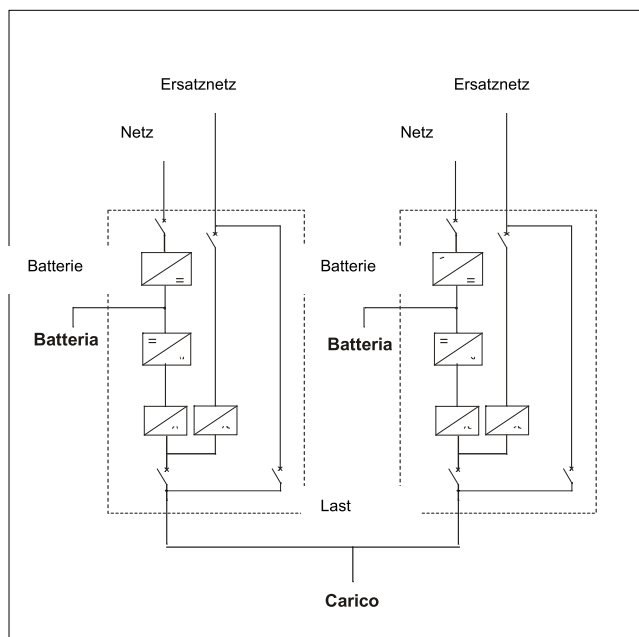 Ersatznetz
Ersatznetz
Netz
Netz
Batterie
Batterie
Batteria
Batteria
Last
Carico